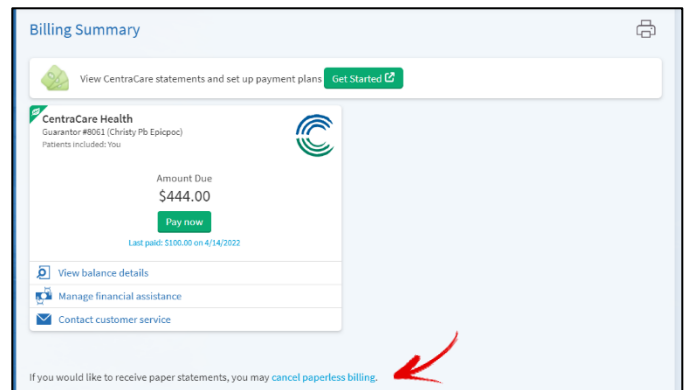 Billing Summary
View CentraCare statements and set up payment plans Get Started
CentraCare Health
Guarantor #8061 (Christy Pb Epicpoc)
Patients included: You
Amount Due
$444.00
Pay now
Last paid: $100.00 on 4/14/2022
View balance details
Manage financial assistance
Contact customer service
If you would like to receive paper statements, you may cancel paperless billing.